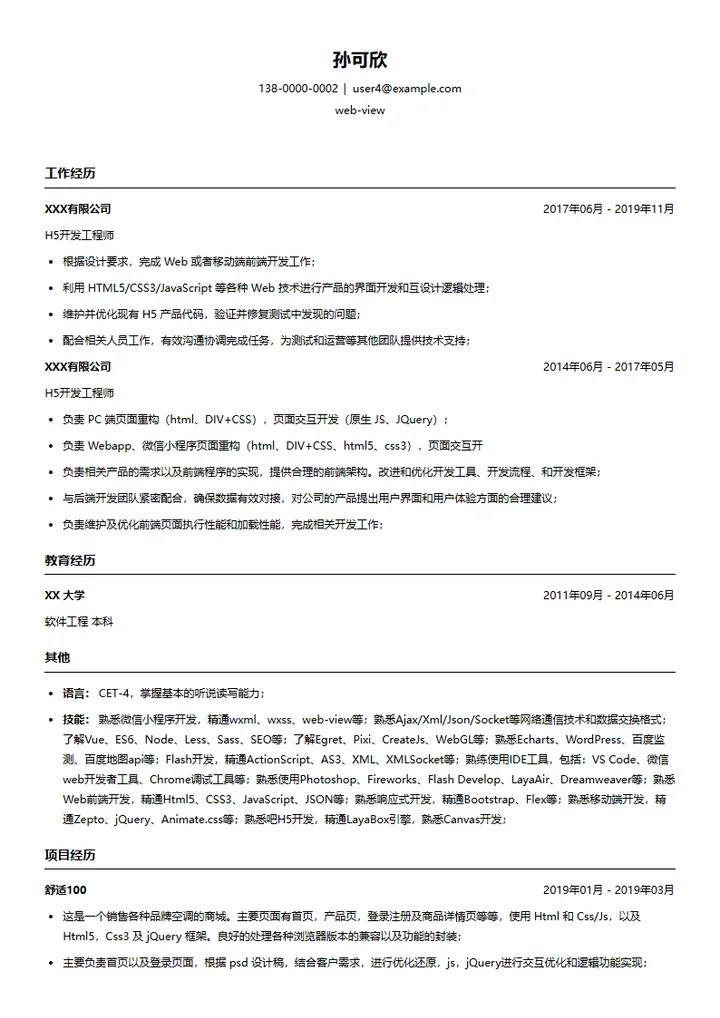 孙可欣
138-0000-0002 | user4@example.com
web-view
工作经历
XXX有限公司 2017年06月 - 2019年11月
H5开发工程师
• 根据设计要求，完成 Web 或者移动端前端开发工作；
• 利用 HTML5/CSS3/JavaScript 等各种 Web 技术进行产品的界面开发和互设计逻辑处理；
• 维护并优化现有 H5 产品代码，验证并修复测试中发现的问题；
• 配合相关人员工作，有效沟通协调完成任务，为测试和运营等其他团队提供技术支持；
XXX有限公司 2014年06月 - 2017年05月
H5开发工程师
• 负责 PC 端页面重构（html、DIV+CSS），页面交互开发（原生 JS、JQuery）；
• 负责 Webapp、微信小程序页面重构（html、DIV+CSS、html5、css3），页面交互开
• 负责相关产品的需求以及前端程序的实现，提供合理的前端架构。改进和优化开发工具、开发流程、和开发框架；
• 与后端开发团队紧密配合，确保数据有效对接，对公司的产品提出用户界面和用户体验方面的合理建议；
• 负责维护及优化前端页面执行性能和加载性能，完成相关开发工作；
教育经历
XX 大学 2011年09月 - 2014年06月
软件工程 本科
其他
• 语言： CET-4，掌握基本的听说读写能力；
• 技能： 熟悉微信小程序开发，精通wxml、wxss、web-view等；熟悉Ajax/Xml/Json/Socket等网络通信技术和数据交换格式；
了解Vue、ES6、Node、Less、Sass、SEO等；了解Egret、Pixi、CreateJs、WebGL等；熟悉Echarts、WordPress、百度监
测、百度地图api等；Flash开发，精通ActionScript、AS3、XML、XMLSocket等；熟练使用IDE工具，包括：VS Code、微信
web开发者工具、Chrome调试工具等；熟悉使用Photoshop、Fireworks、Flash Develop、LayaAir、Dreamweaver等；熟悉
Web前端开发，精通Html5、CSS3、JavaScript、JSON等；熟悉响应式开发，精通Bootstrap、Flex等；熟悉移动端开发，精
通Zepto、jQuery、Animate.css等；熟悉吧H5开发，精通LayaBox引擎，熟悉Canvas开发；
项目经历
舒适100 2019年01月 - 2019年03月
• 这是一个销售各种品牌空调的商城。主要页面有首页，产品页，登录注册及商品详情页等等，使用 Html 和 Css/Js，以及
Html5，Css3 及 jQuery 框架。良好的处理各种浏览器版本的兼容以及功能的封装；
• 主要负责首页以及登录页面，根据 psd 设计稿，结合客户需求，进行优化还原，js，jQuery进行交互优化和逻辑功能实现；